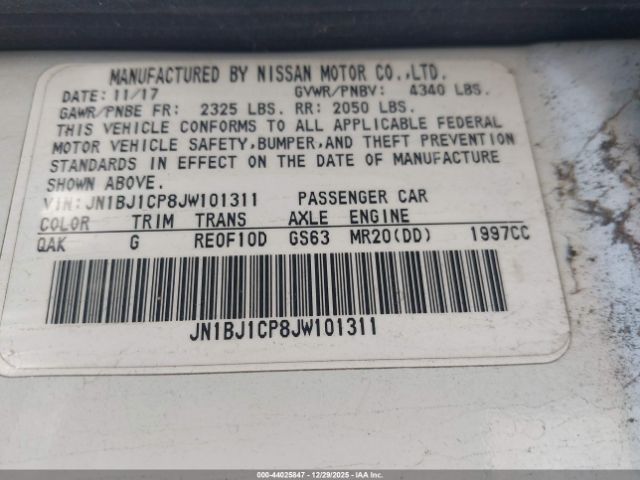 MANUFACTURED BY NISSAN MOTOR CO.,LTD.
DATE: 11/17 GVWR/PNBV: 4340 LBS.
GAWR/PNBE FR: 2325 LBS. RR: 2050 LBS.
THIS VEHICLE CONFORMS TO ALL APPLICABLE FEDERAL
MOTOR VEHICLE SAFETY,BUMPER,AND THEFT PREVENTION
STANDARDS IN EFFECT ON THE DATE OF MANUFACTURE
SHOWN ABOVE.
VIN:JN1BJ1CP8JW101311 PASSENGER CAR
COLOR TRIM TRANS AXLE ENGINE
QAK G RE0F10D GS63 MR20(DD) 1997CC
JN1BJ1CP8JW101311
000-44025847 | 12/29/2025 - IAAI.com